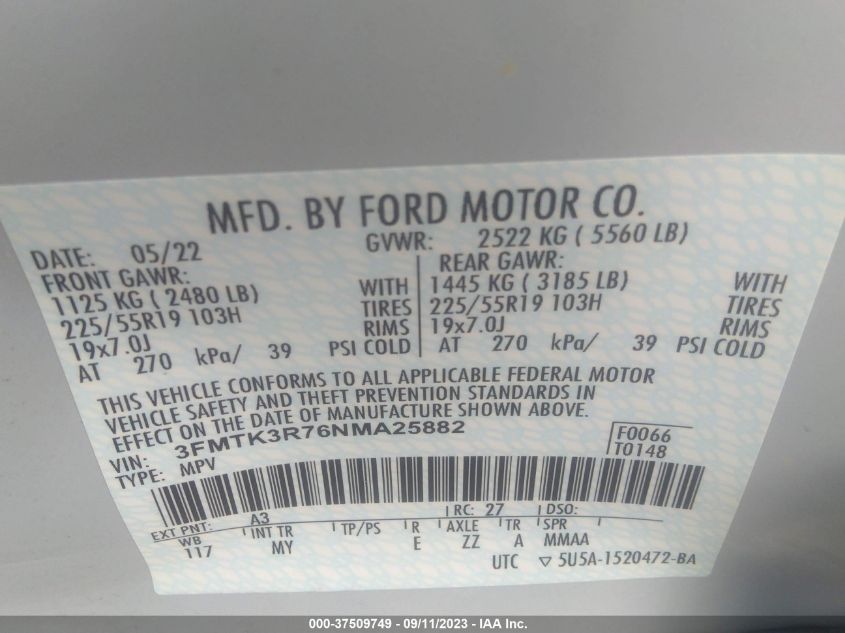 MFD. BY FORD MOTOR CO.
DATE: 05/22 GVWR: 2522 KG ( 5560 LB)
FRONT GAWR: REAR GAWR:
1125 KG ( 2480 LB) WITH 1445 KG ( 3185 LB) WITH
225/55R19 103H TIRES 225/55R19 103H TIRES
19x7.0J RIMS 19x7.0J RIMS
AT 270 kPa/ 39 PSI COLD AT 270 kPa/ 39 PSI COLD
THIS VEHICLE CONFORMS TO ALL APPLICABLE FEDERAL MOTOR
VEHICLE SAFETY AND THEFT PREVENTION STANDARDS IN
EFFECT ON THE DATE OF MANUFACTURE SHOWN ABOVE.
VIN: 3FMTK3R76NMA25882 F0066
TYPE: MPV T0148
EXT PNT: A3 RC: 27 DSO:
WB INT TR TP/PS R AXLE TR SPR
117 MY E ZZ A MMAA
UTC ▽ 5U5A-1520472-BA
000-37509749 - 09/11/2023 - IAA Inc.